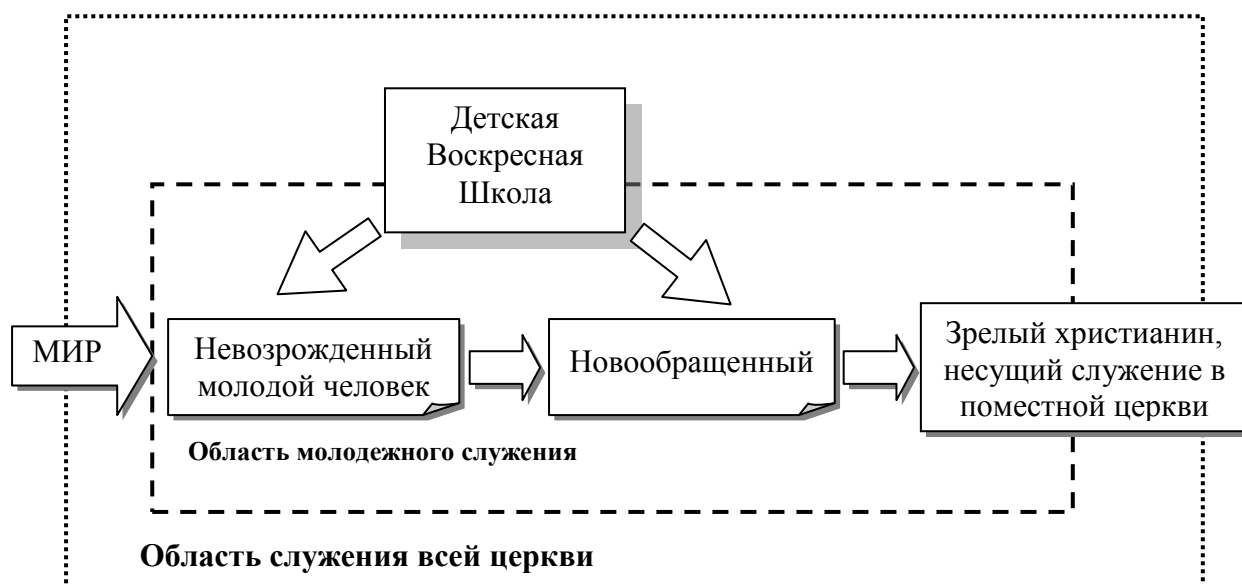 Детская
Воскресная
Школа
МИР
Невозрожденный
молодой человек
Новообращенный
Зрелый христианин,
несущий служение в
поместной церкви
Область молодежного служения
Область служения всей церкви